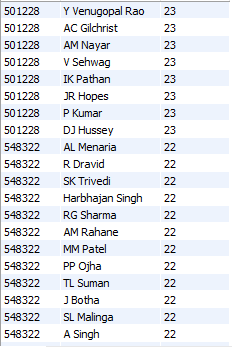 501228 Y Venugopal Rao 23
501228 AC Gilchrist 23
501228 AM Nayar 23
501228 V Sehwag 23
501228 IK Pathan 23
501228 JR Hopes 23
501228 P Kumar 23
501228 DJ Hussey 23
548322 AL Menaria 22
548322 R Dravid 22
548322 SK Trivedi 22
548322 Harbhajan Singh 22
548322 RG Sharma 22
548322 AM Rahane 22
548322 MM Patel 22
548322 PP Ojha 22
548322 TL Suman 22
548322 J Botha 22
548322 SL Malinga 22
548322 A Singh 22